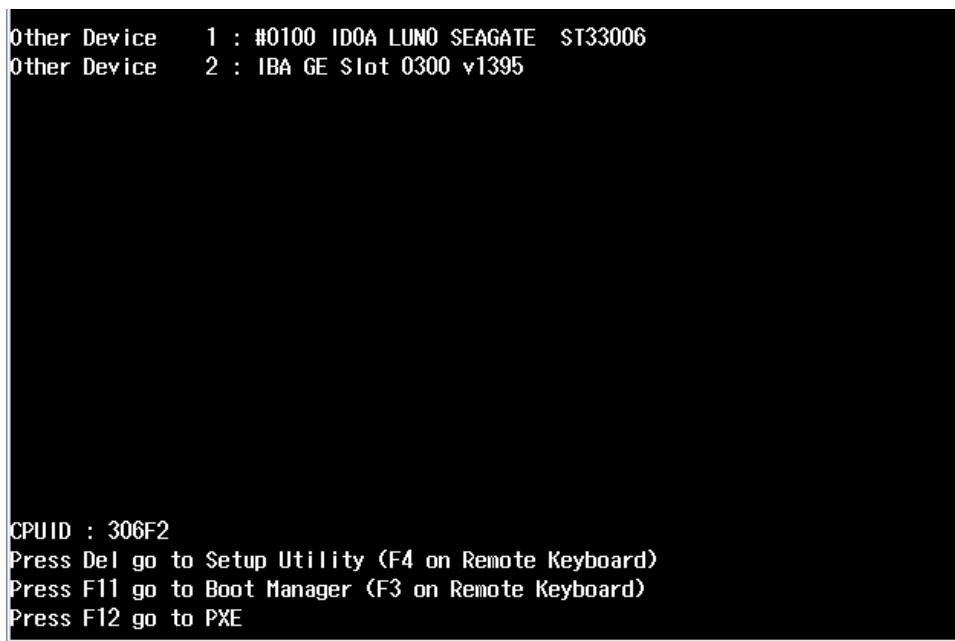 Other Device    1 : #0100 ID0A LUN0 SEAGATE  ST33006
Other Device    2 : IBA GE Slot 0300 v1395
CPUID : 306F2
Press Del go to Setup Utility (F4 on Remote Keyboard)
Press F11 go to Boot Manager (F3 on Remote Keyboard)
Press F12 go to PXE